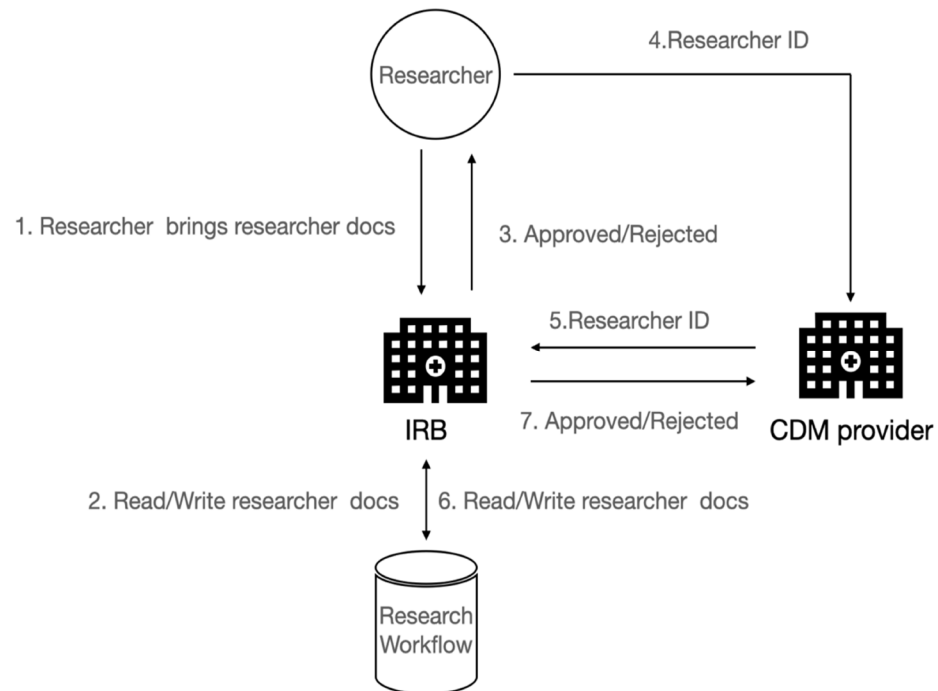 4.Researcher ID
Researcher
1. Researcher brings researcher docs
3. Approved/Rejected
5.Researcher ID
7. Approved/Rejected
IRB
CDM provider
2. Read/Write researcher docs
6. Read/Write researcher docs
Research
Workflow